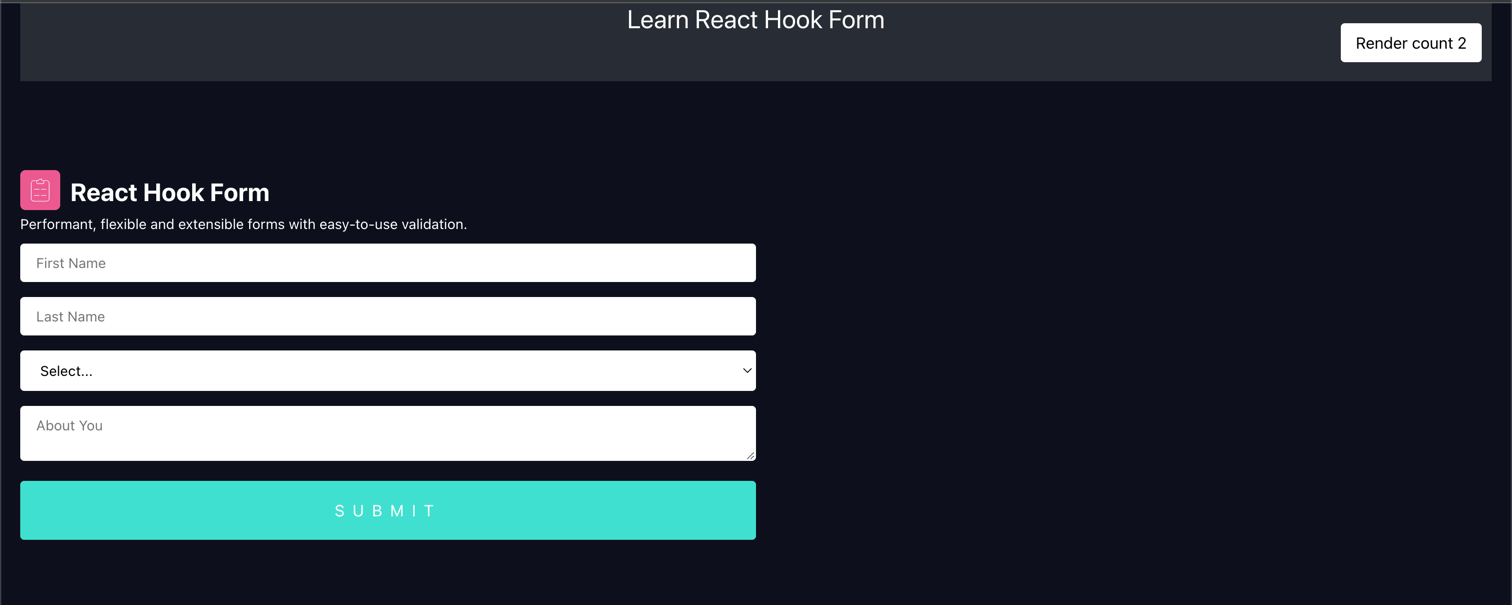 Learn React Hook Form
Render count 2
React Hook Form
Performant, flexible and extensible forms with easy-to-use validation.
First Name
Last Name
Select...
About You
SUBMIT